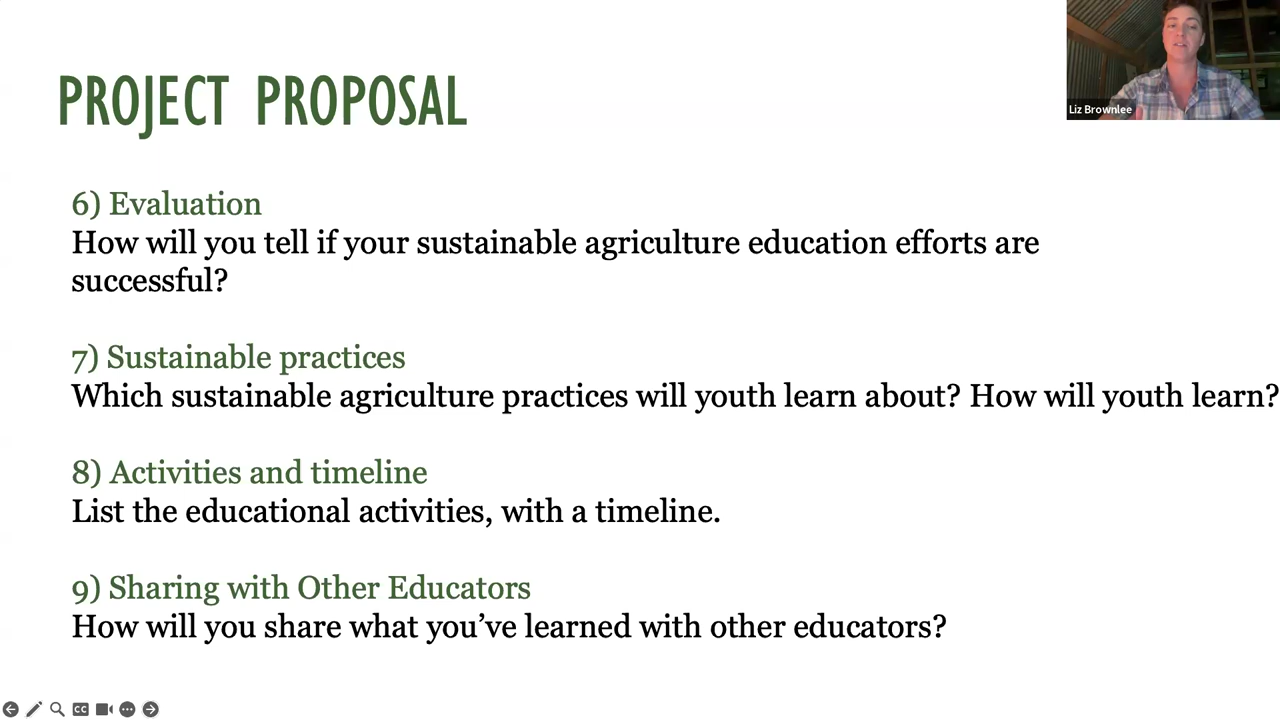 PROJECT PROPOSAL
Liz Brownlee
6) Evaluation
How will you tell if your sustainable agriculture education efforts are
successful?
7) Sustainable practices
Which sustainable agriculture practices will youth learn about? How will youth learn?
8) Activities and timeline
List the educational activities, with a timeline.
9) Sharing with Other Educators
How will you share what you’ve learned with other educators?
CC